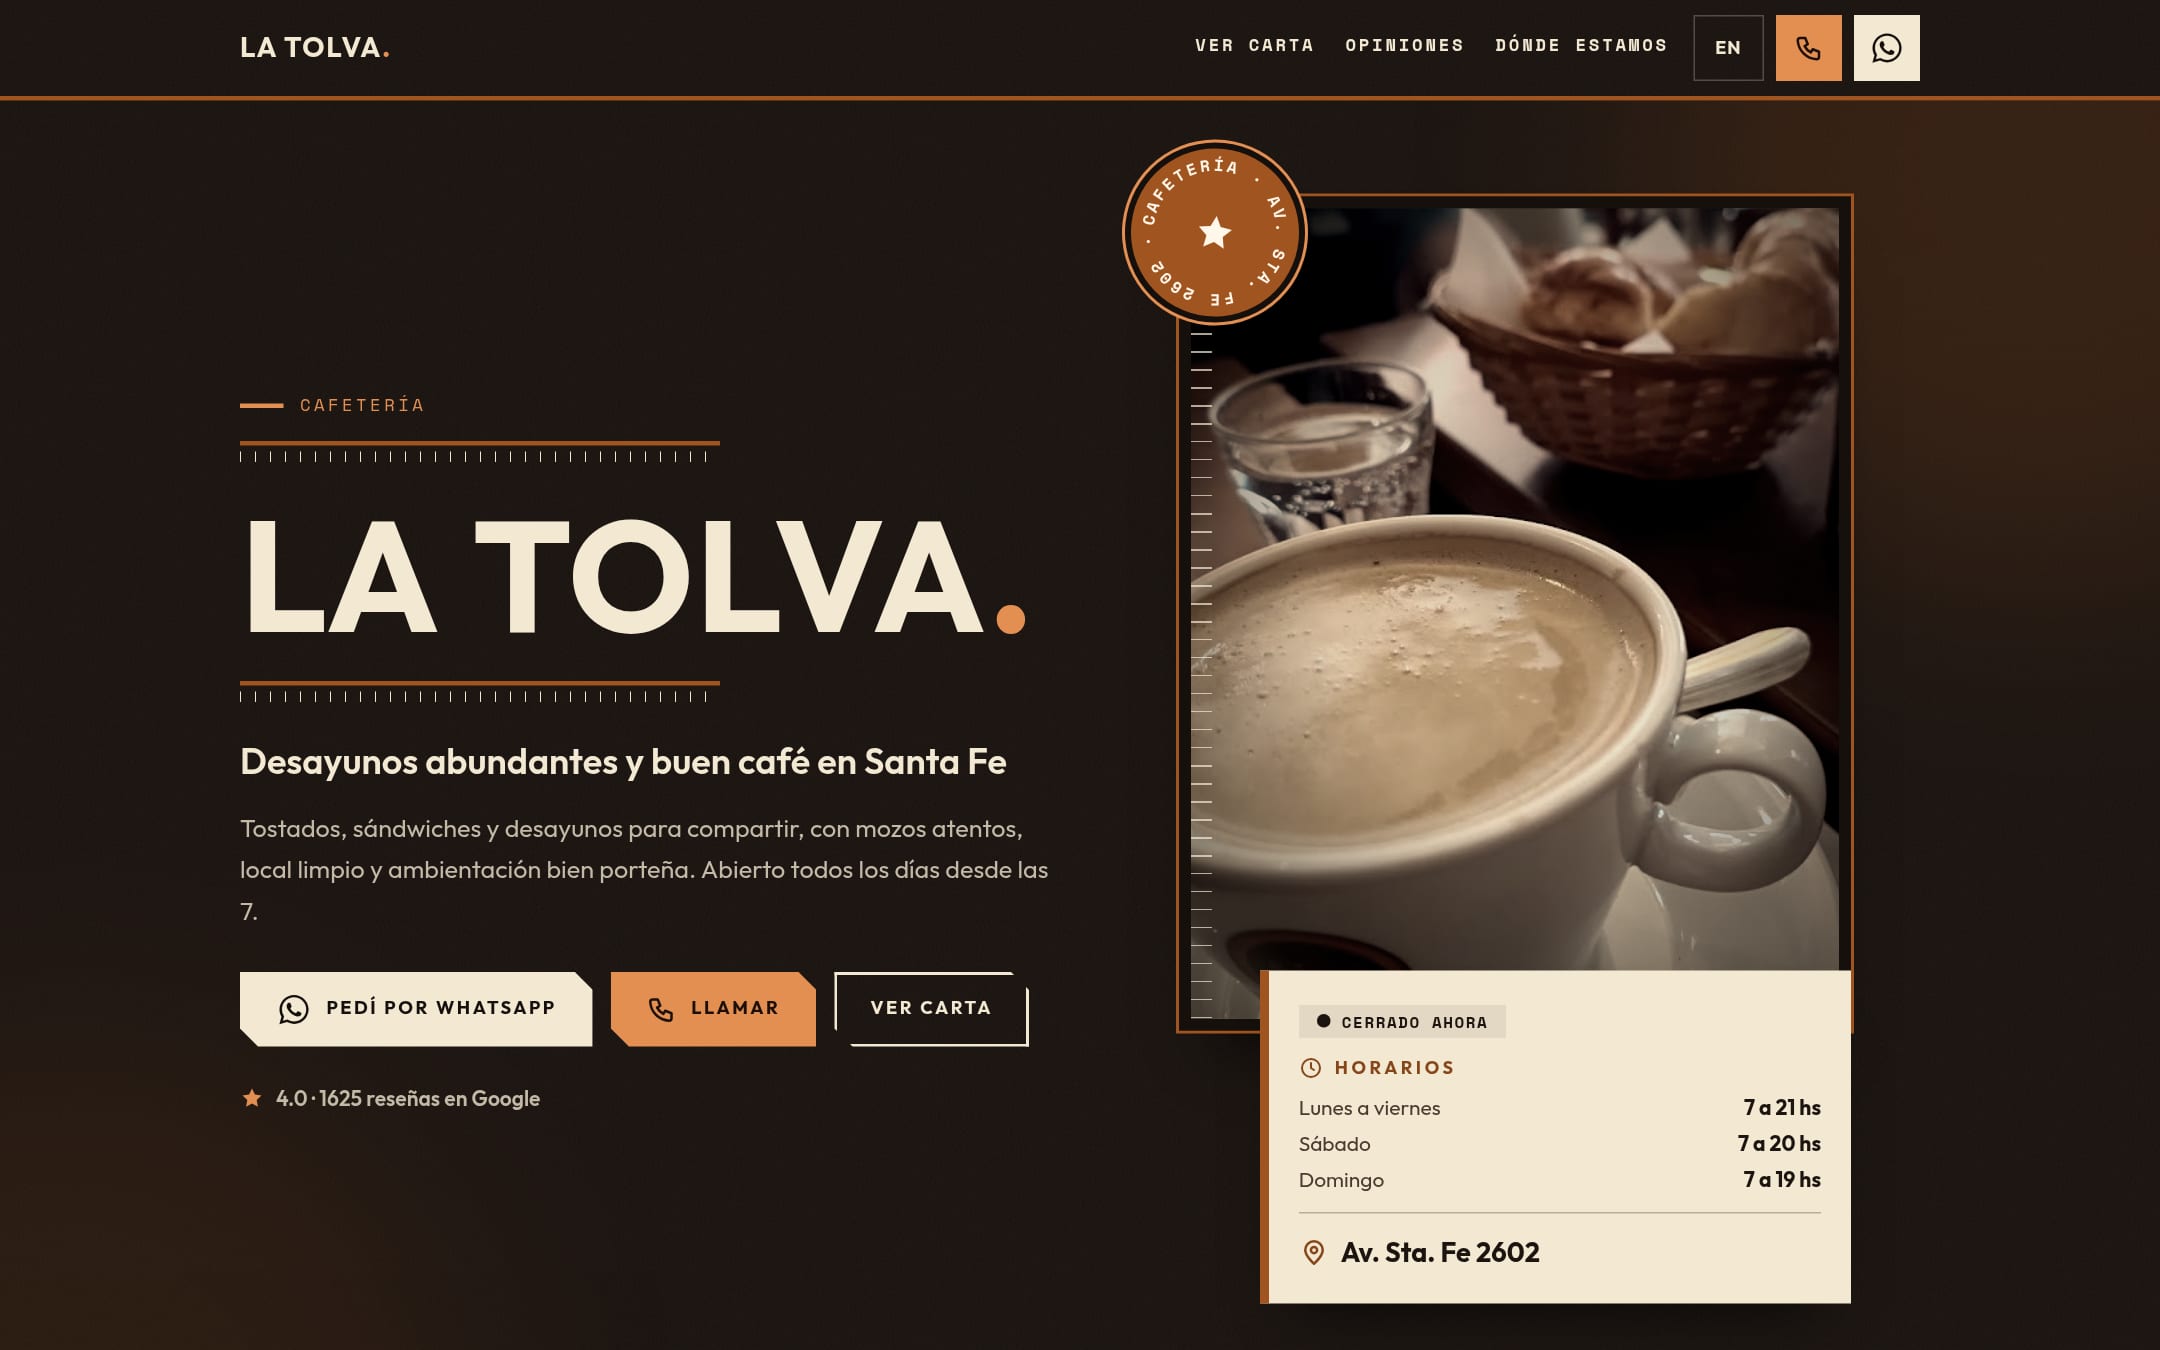 LA TOLVA.
VER CARTA
OPINIONES
DÓNDE ESTAMOS
EN
CAFETERÍA · AV. STA. FE 2602 ·
CAFETERÍA
LA TOLVA.
Desayunos abundantes y buen café en Santa Fe
Tostados, sándwiches y desayunos para compartir, con mozos atentos,
local limpio y ambientación bien porteña. Abierto todos los días desde las
7.
PEDÍ POR WHATSAPP
LLAMAR
VER CARTA
4.0 · 1625 reseñas en Google
CERRADO AHORA
HORARIOS
Lunes a viernes 7 a 21 hs
Sábado 7 a 20 hs
Domingo 7 a 19 hs
Av. Sta. Fe 2602